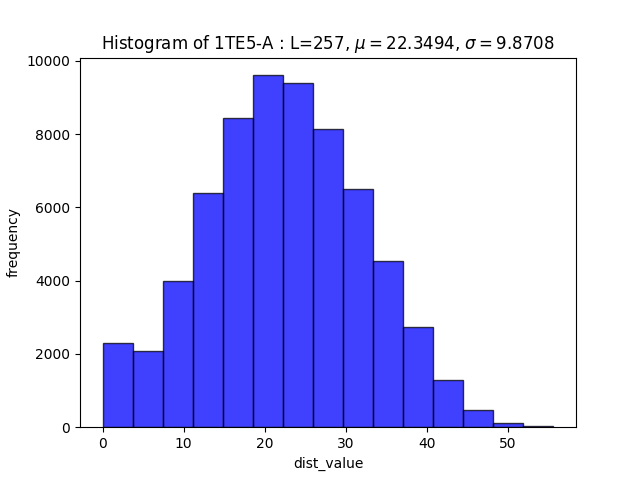 Histogram of 1TE5-A : L=257, μ = 22.3494, σ = 9.8708
10000
8000
6000
4000
2000
0
frequency
0 10 20 30 40 50
dist_value